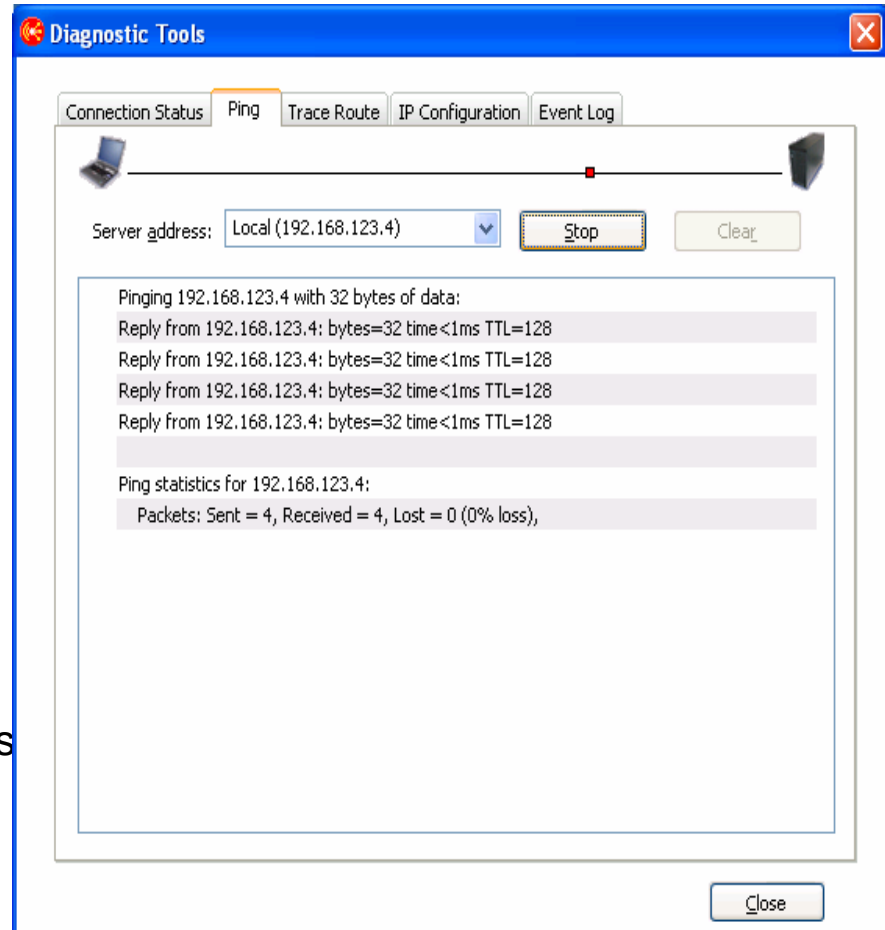 Diagnostic Tools
Connection Status Ping Trace Route IP Configuration Event Log
Server address: Local (192.168.123.4) Stop Clear
Pinging 192.168.123.4 with 32 bytes of data:
Reply from 192.168.123.4: bytes=32 time<1ms TTL=128
Reply from 192.168.123.4: bytes=32 time<1ms TTL=128
Reply from 192.168.123.4: bytes=32 time<1ms TTL=128
Reply from 192.168.123.4: bytes=32 time<1ms TTL=128
Ping statistics for 192.168.123.4:
Packets: Sent = 4, Received = 4, Lost = 0 (0% loss),
s
Close